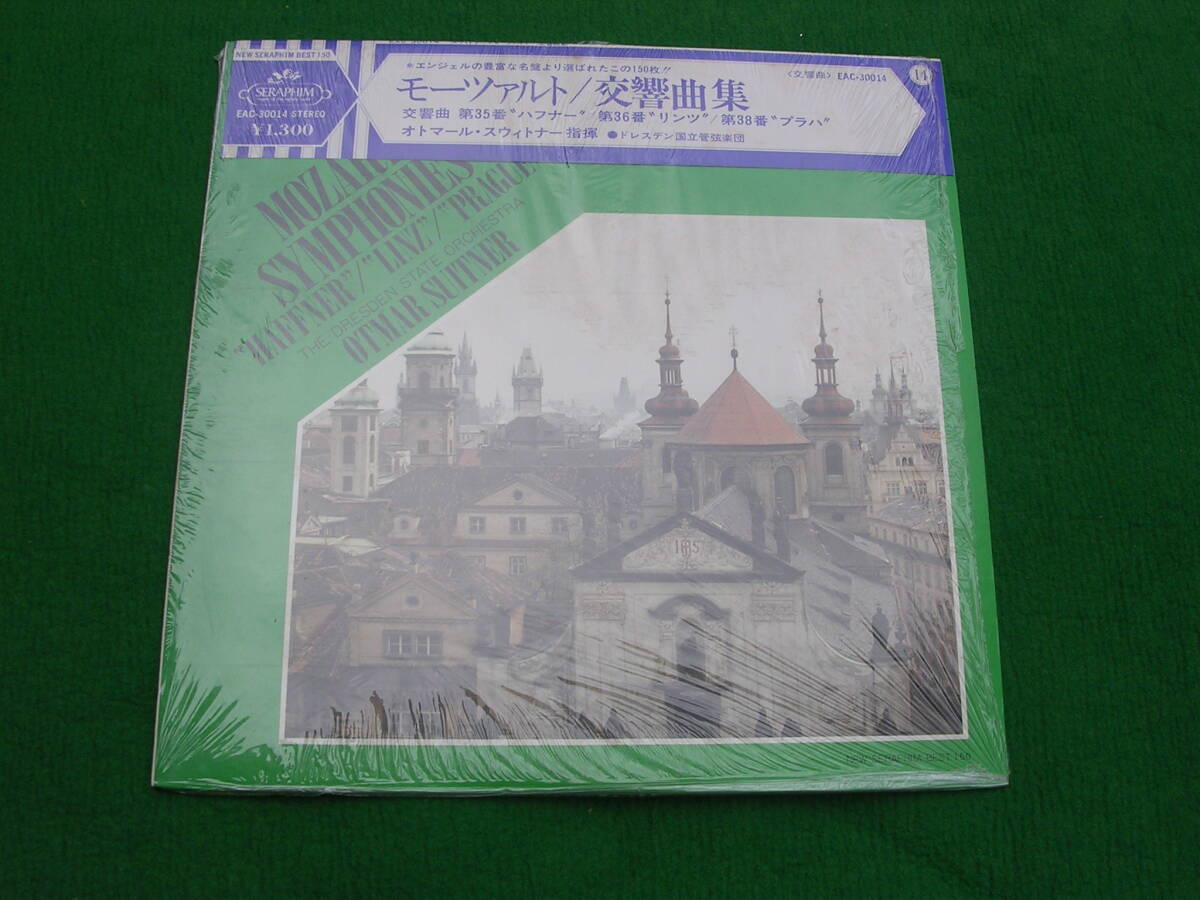 NEW SERAPHIM BEST 150
SERAPHIM
EAC-30014 STEREO
¥1,300
*エンジェルの豊富な名盤より選ばれたこの150枚!!
〈交響曲〉 EAC-30014
14
モーツァルト/交響曲集
交響曲 第35番“ハフナー”/第36番“リンツ”/第38番“プラハ”
オトマール・スウィトナー指揮 ●ドレスデン国立管弦楽団
MOZAR
SYMPHONIES
"HAFFNER"/"LINZ"/"PRAGUE
THE DRESDEN STATE ORCHESTRA
OTMAR SUITNER
IHS
NEW SERAPHIM BEST 150